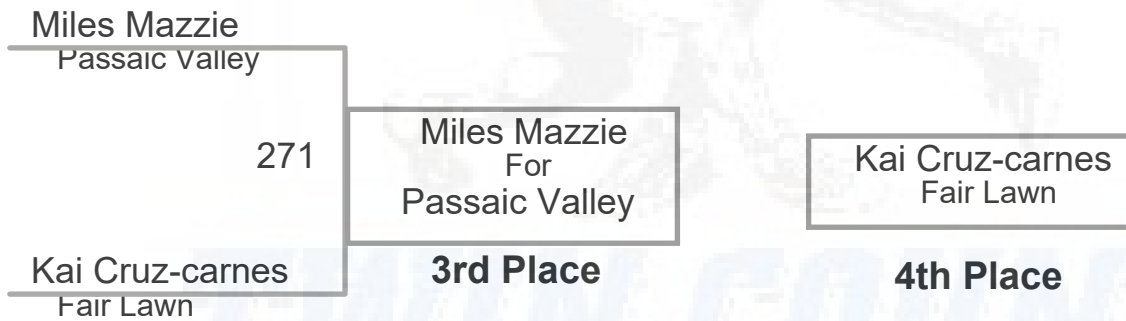 Miles Mazzie
Passaic Valley
271
Miles Mazzie
For
Passaic Valley
3rd Place
Kai Cruz-carnes
Fair Lawn
Kai Cruz-carnes
Fair Lawn
4th Place